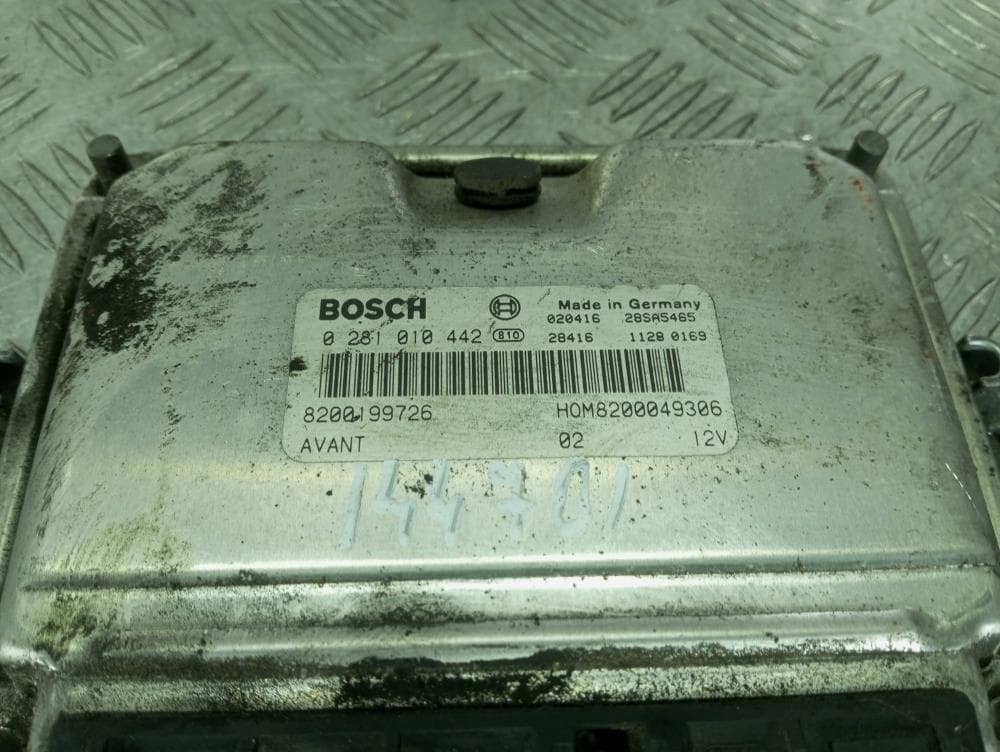 BOSCH Made in Germany
020416 28SA5465
0 281 010 442 810 28416 1128 0169
8200199726 HOM8200049306
AVANT 02 12V
144701